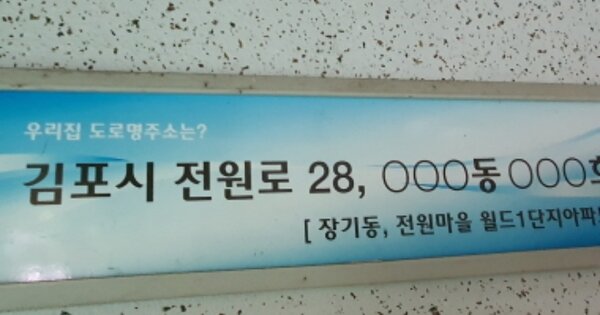 우리집 도로명주소는?
김포시 전원로 28, ○○○동 ○○○호
[ 장기동, 전원마을 월드1단지아파